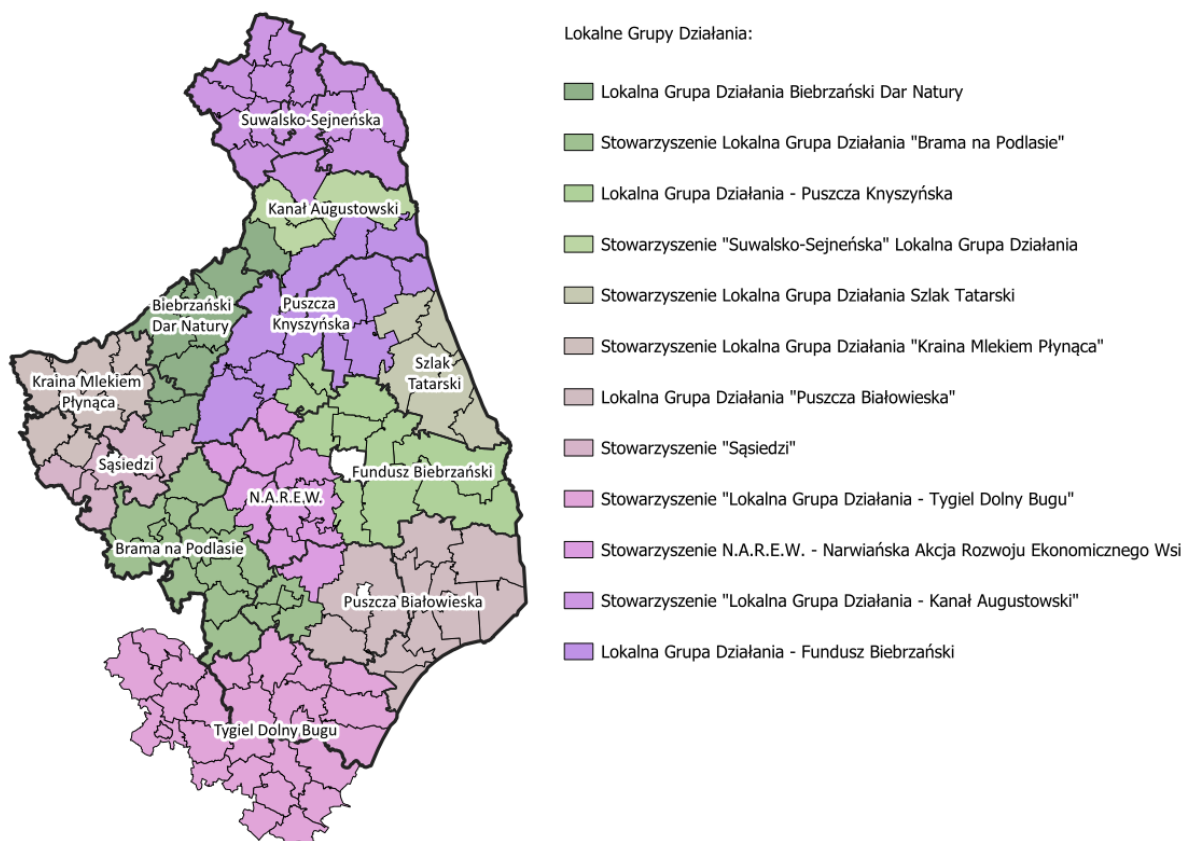 Lokalne Grupy Działania:
Lokalna Grupa Działania Biebrzański Dar Natury
Stowarzyszenie Lokalna Grupa Działania "Brama na Podlasie"
Lokalna Grupa Działania - Puszcza Knyszyńska
Stowarzyszenie "Suwalsko-Sejneńska" Lokalna Grupa Działania
Stowarzyszenie Lokalna Grupa Działania Szlak Tatarski
Stowarzyszenie Lokalna Grupa Działania "Kraina Mlekiem Płynąca"
Lokalna Grupa Działania "Puszcza Białowieska"
Stowarzyszenie "Sąsiedzi"
Stowarzyszenie "Lokalna Grupa Działania - Tygiel Dolny Bugu"
Stowarzyszenie N.A.R.E.W. - Narwiańska Akcja Rozwoju Ekonomicznego Wsi
Stowarzyszenie "Lokalna Grupa Działania - Kanał Augustowski"
Lokalna Grupa Działania - Fundusz Biebrzański
Suwalsko-Sejneńska
Kanał Augustowski
Biebrzański
Dar Natury
Puszcza
Knyszyńska
Kraina Mlekiem
Płynąca
Szlak
Tatarski
Sąsiedzi
Fundusz Biebrzański
N.A.R.E.W.
Brama na Podlasie
Puszcza Białowieska
Tygiel Dolny Bugu